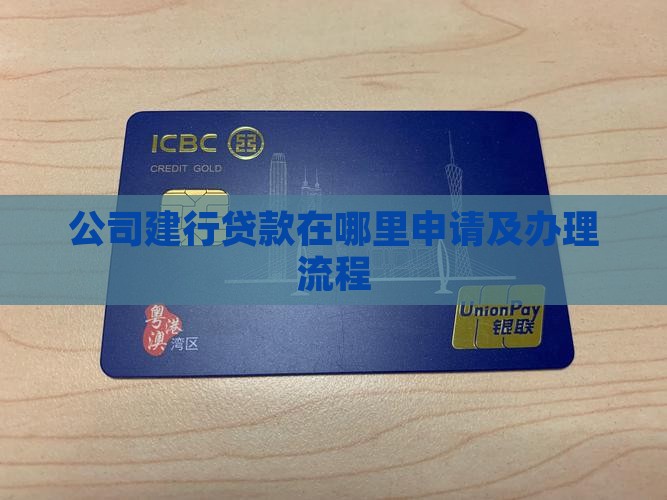 ICBC
CREDIT GOLD
公司建行贷款在哪里申请及办理
流程
粤港
澳湾区
UnionPay
银联